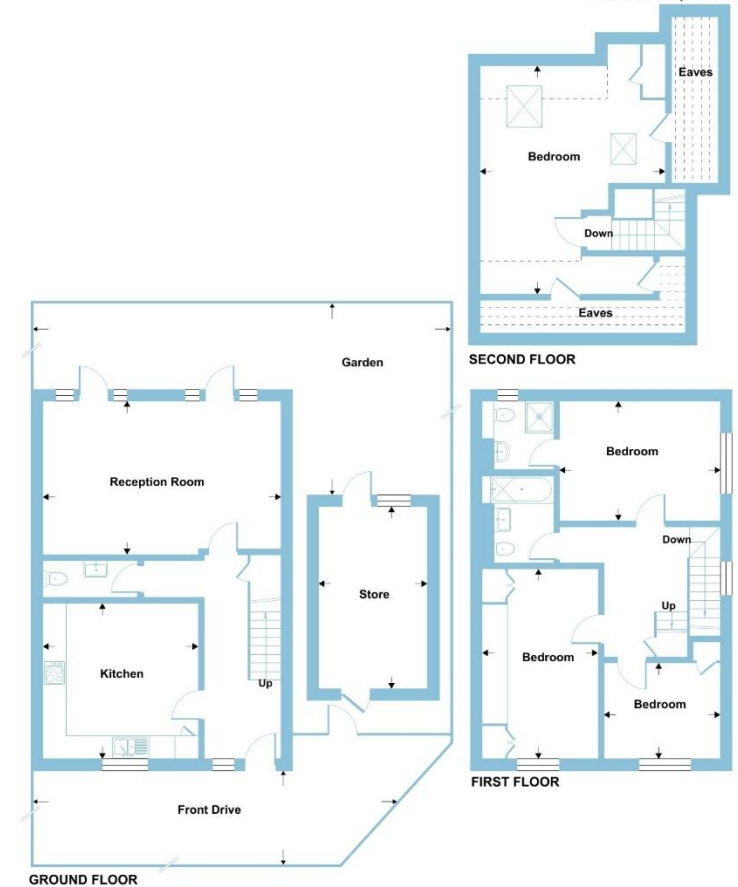 Eaves
Bedroom
Down
Eaves
SECOND FLOOR
Garden
Reception Room
Store
Kitchen
Up
Front Drive
GROUND FLOOR
Bedroom
Down
Up
Bedroom
Bedroom
FIRST FLOOR